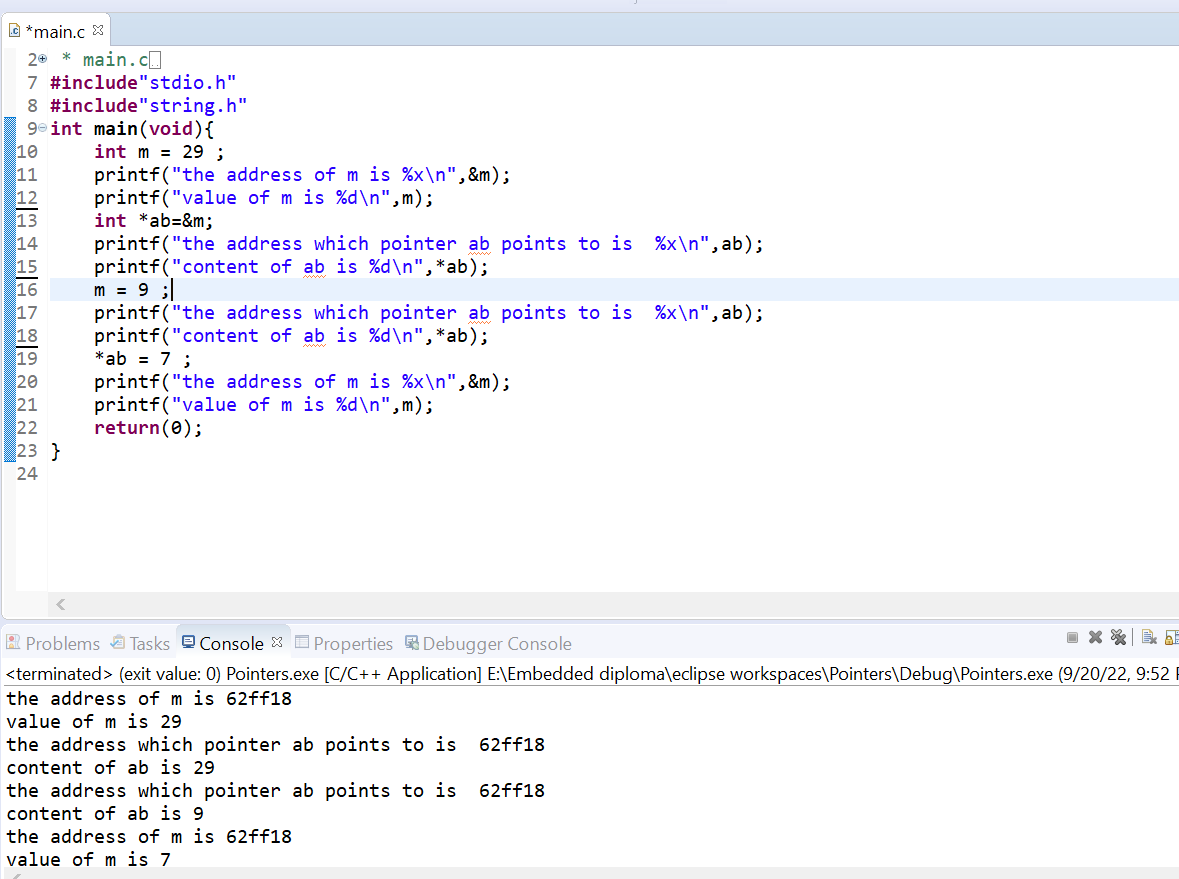 *main.c
2 * main.c
7 #include"stdio.h"
8 #include"string.h"
9 int main(void){
10 int m = 29 ;
11 printf("the address of m is %x\n",&m);
12 printf("value of m is %d\n",m);
13 int *ab=&m;
14 printf("the address which pointer ab points to is  %x\n",ab);
15 printf("content of ab is %d\n",*ab);
16 m = 9 ;
17 printf("the address which pointer ab points to is  %x\n",ab);
18 printf("content of ab is %d\n",*ab);
19 *ab = 7 ;
20 printf("the address of m is %x\n",&m);
21 printf("value of m is %d\n",m);
22 return(0);
23 }
24
Problems Tasks Console Properties Debugger Console
<terminated> (exit value: 0) Pointers.exe [C/C++ Application] E:\Embedded diploma\eclipse workspaces\Pointers\Debug\Pointers.exe (9/20/22, 9:52
the address of m is 62ff18
value of m is 29
the address which pointer ab points to is  62ff18
content of ab is 29
the address which pointer ab points to is  62ff18
content of ab is 9
the address of m is 62ff18
value of m is 7